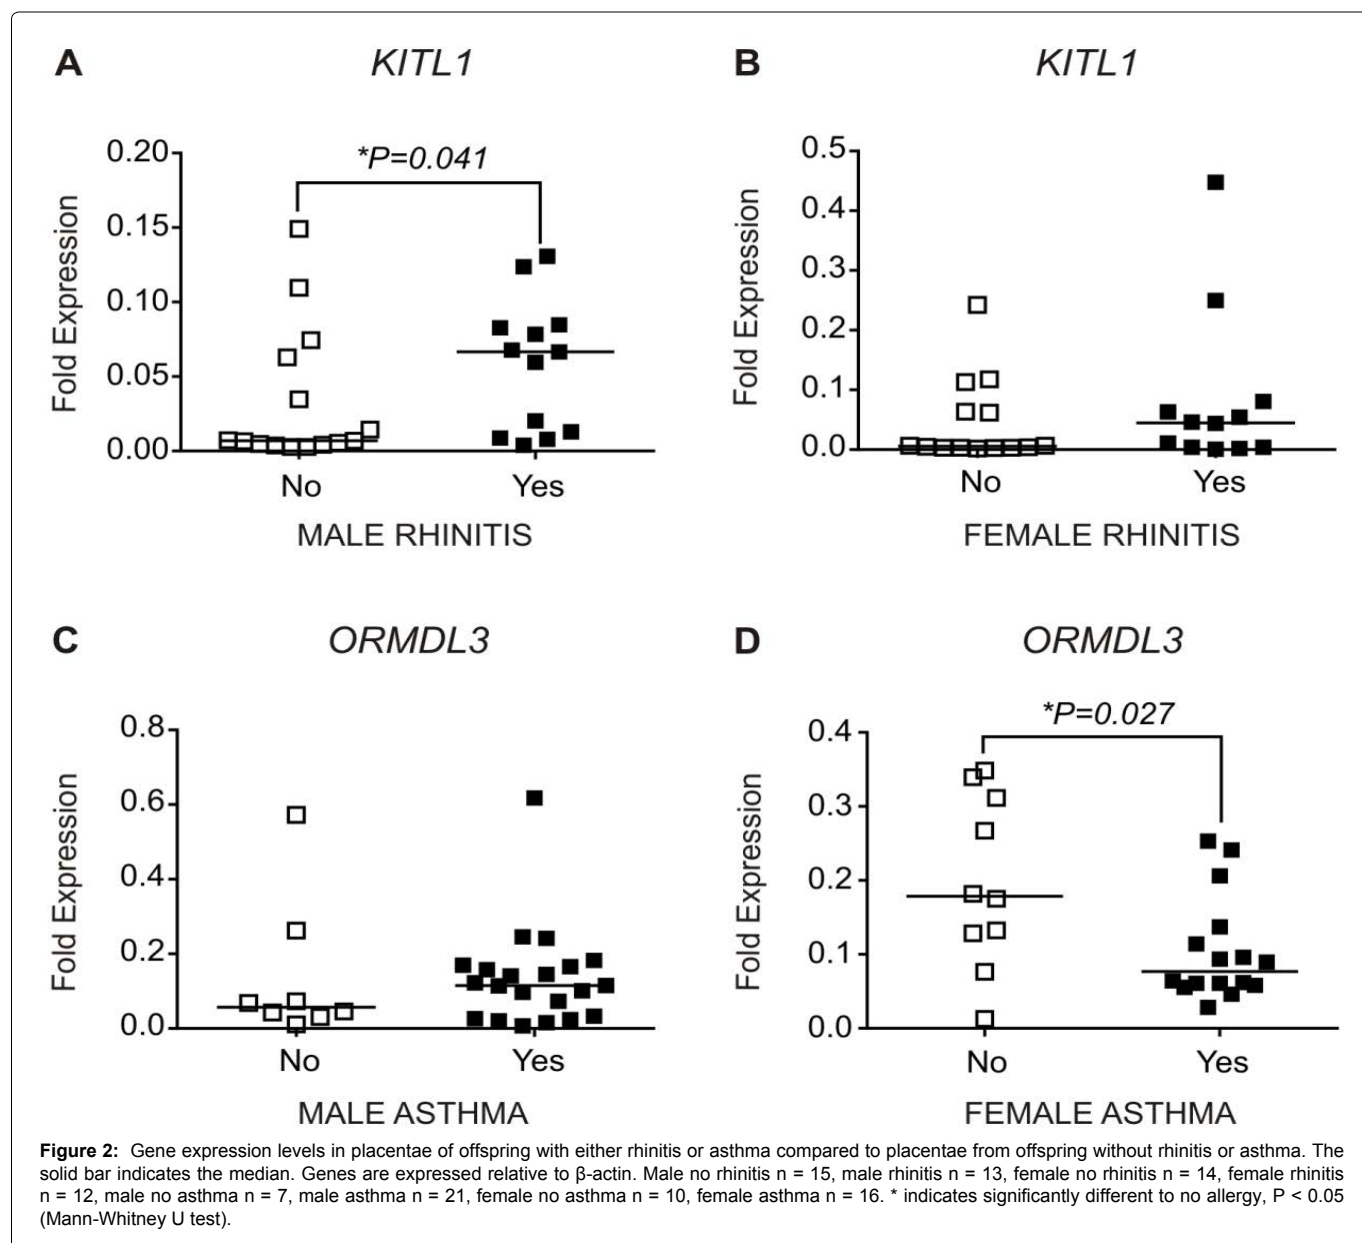 A
KITL1
*P=0.041
Fold Expression
0.20
0.15
0.10
0.05
0.00
No
Yes
MALE RHINITIS
B
KITL1
Fold Expression
0.5
0.4
0.3
0.2
0.1
0.0
No
Yes
FEMALE RHINITIS
C
ORMDL3
Fold Expression
0.8
0.6
0.4
0.2
0.0
No
Yes
MALE ASTHMA
D
ORMDL3
*P=0.027
Fold Expression
0.4
0.3
0.2
0.1
0.0
No
Yes
FEMALE ASTHMA
Figure 2: Gene expression levels in placentae of offspring with either rhinitis or asthma compared to placentae from offspring without rhinitis or asthma. The
solid bar indicates the median. Genes are expressed relative to β-actin. Male no rhinitis n = 15, male rhinitis n = 13, female no rhinitis n = 14, female rhinitis
n = 12, male no asthma n = 7, male asthma n = 21, female no asthma n = 10, female asthma n = 16. * indicates significantly different to no allergy, P < 0.05
(Mann-Whitney U test).